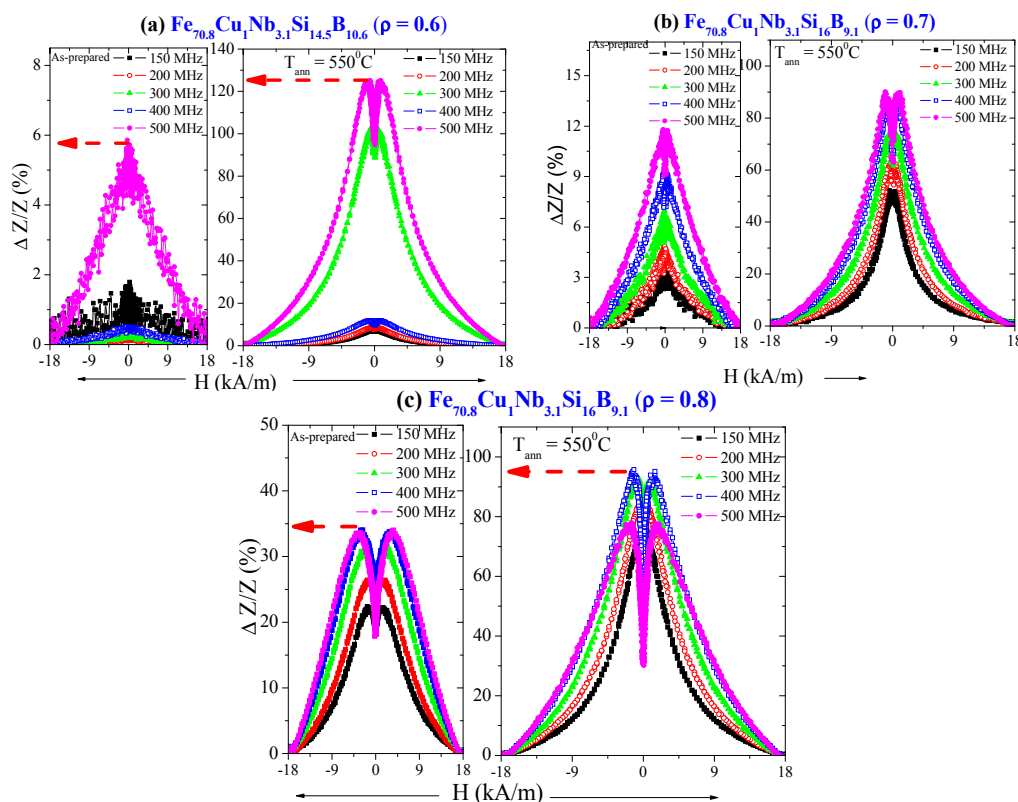 (a) Fe70.8Cu1Nb3.1Si14.5B10.6 (ρ = 0.6)
As-prepared
150 MHz
200 MHz
300 MHz
400 MHz
500 MHz
8
6
4
2
0
Δ Z/Z (%)
-18 -9 0 9 18
Tann = 550⁰C
150 MHz
200 MHz
300 MHz
400 MHz
500 MHz
140
120
100
80
60
40
20
0
-18 -9 0 9 18
H (kA/m)
(b) Fe70.8Cu1Nb3.1Si16B9.1 (ρ = 0.7)
As-prepared
150 MHz
200 MHz
300 MHz
400 MHz
500 MHz
15
12
9
6
3
0
ΔZ/Z (%)
-18 -9 0 9 18
Tann = 550⁰C
150 MHz
200 MHz
300 MHz
400 MHz
500 MHz
100
80
60
40
20
0
-18 -9 0 9 18
H (kA/m)
(c) Fe70.8Cu1Nb3.1Si16B9.1 (ρ = 0.8)
As-prepared
150 MHz
200 MHz
300 MHz
400 MHz
500 MHz
50
40
30
20
10
0
Δ Z/Z (%)
-18 -9 0 9 18
Tann = 550⁰C
150 MHz
200 MHz
300 MHz
400 MHz
500 MHz
100
80
60
40
20
0
-18 -9 0 9 18
H (kA/m)